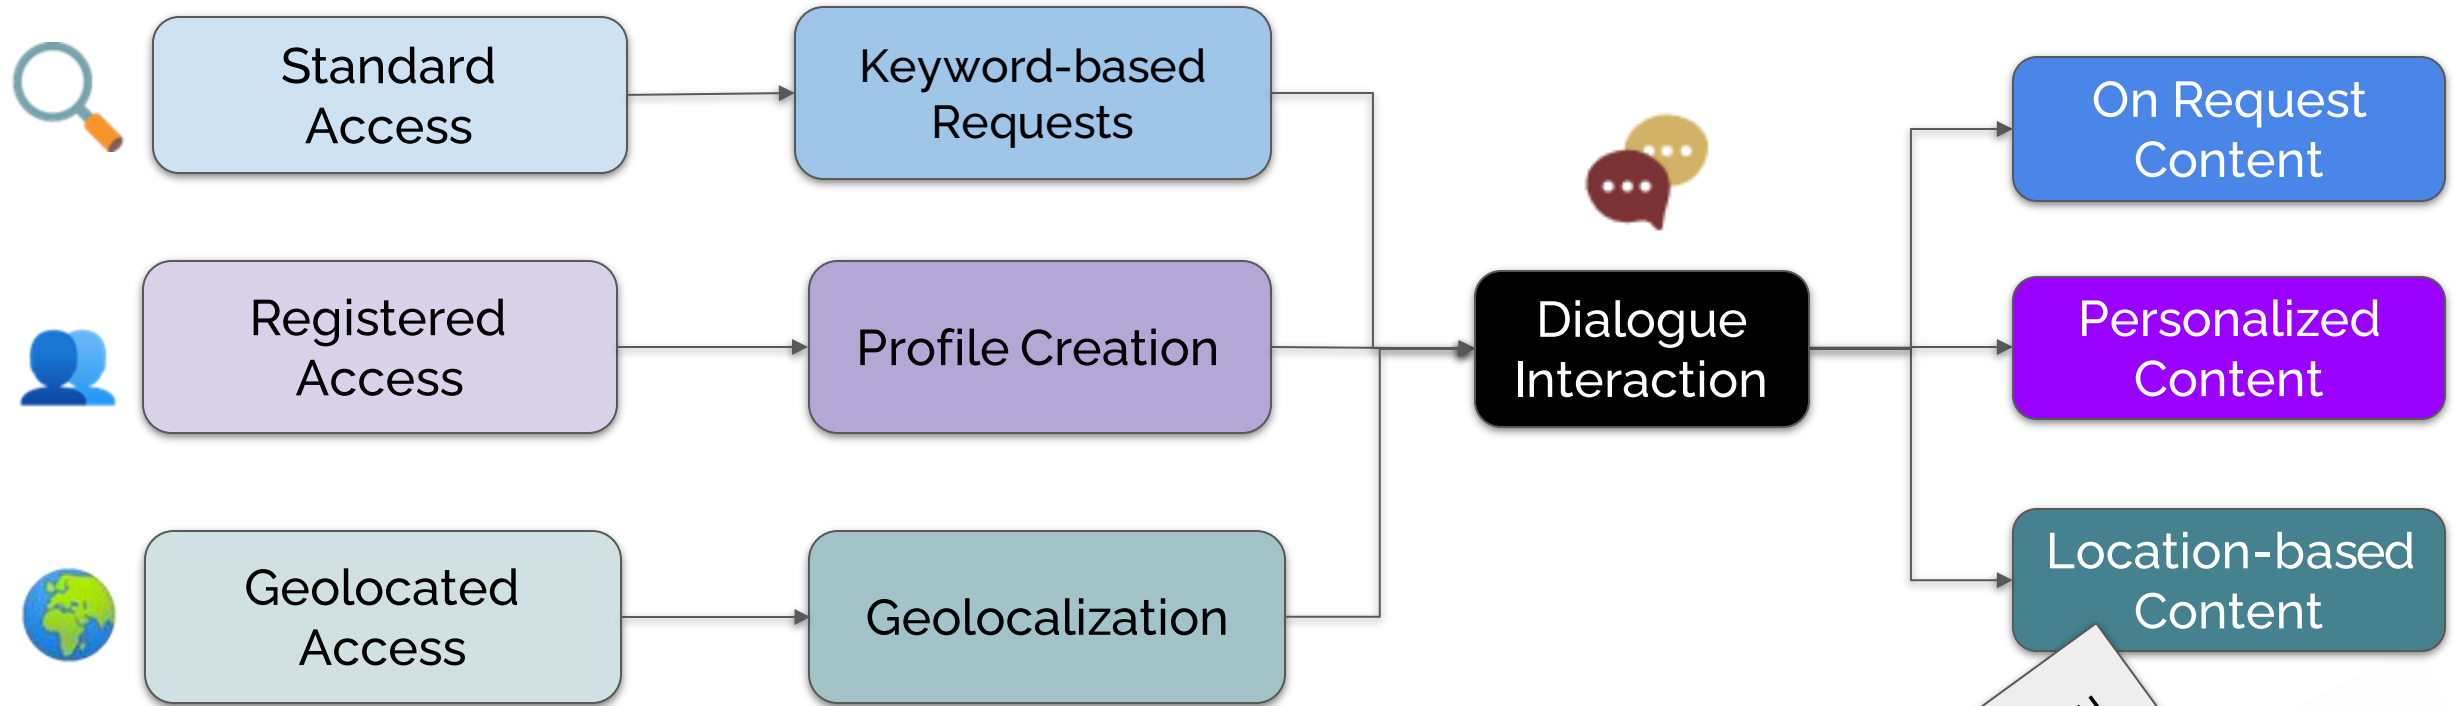 Standard
Access
Keyword-based
Requests
On Request
Content
Registered
Access
Profile Creation
Dialogue
Interaction
Personalized
Content
Geolocated
Access
Geolocalization
Location-based
Content